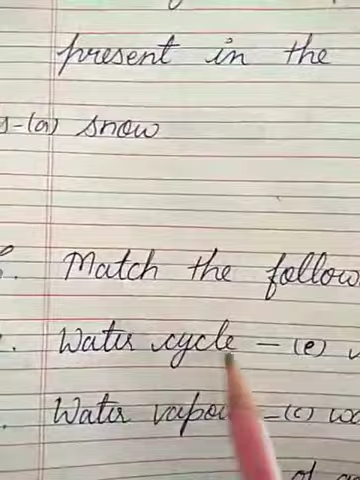 present in the
(a) snow
Match the follow
Water cycle - (e)
Water vapou - (c)